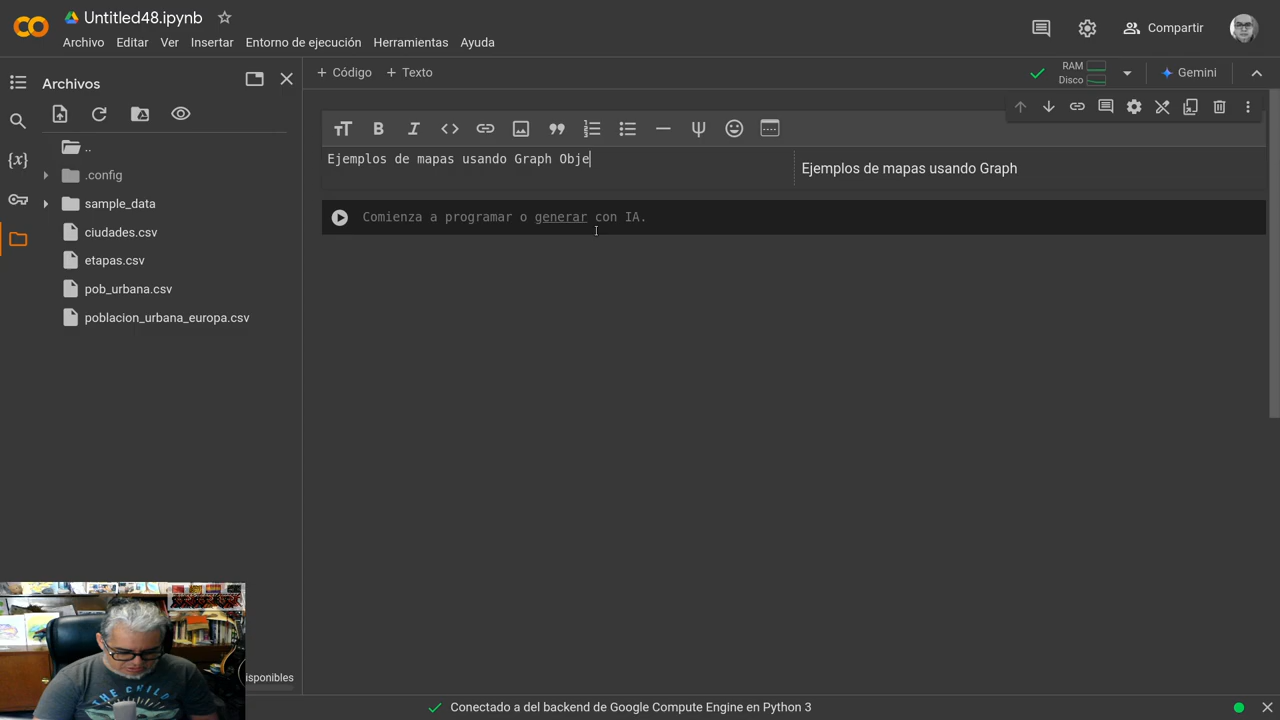 Untitled48.ipynb
Archivo Editar Ver Insertar Entorno de ejecución Herramientas Ayuda
Compartir
Archivos
+ Código + Texto
RAM
Disco
Gemini
..
.config
sample_data
ciudades.csv
etapas.csv
pob_urbana.csv
poblacion_urbana_europa.csv
Ejemplos de mapas usando Graph Obje
Ejemplos de mapas usando Graph
Comienza a programar o generar con IA.
THE CHILD
isponibles
Conectado a del backend de Google Compute Engine en Python 3